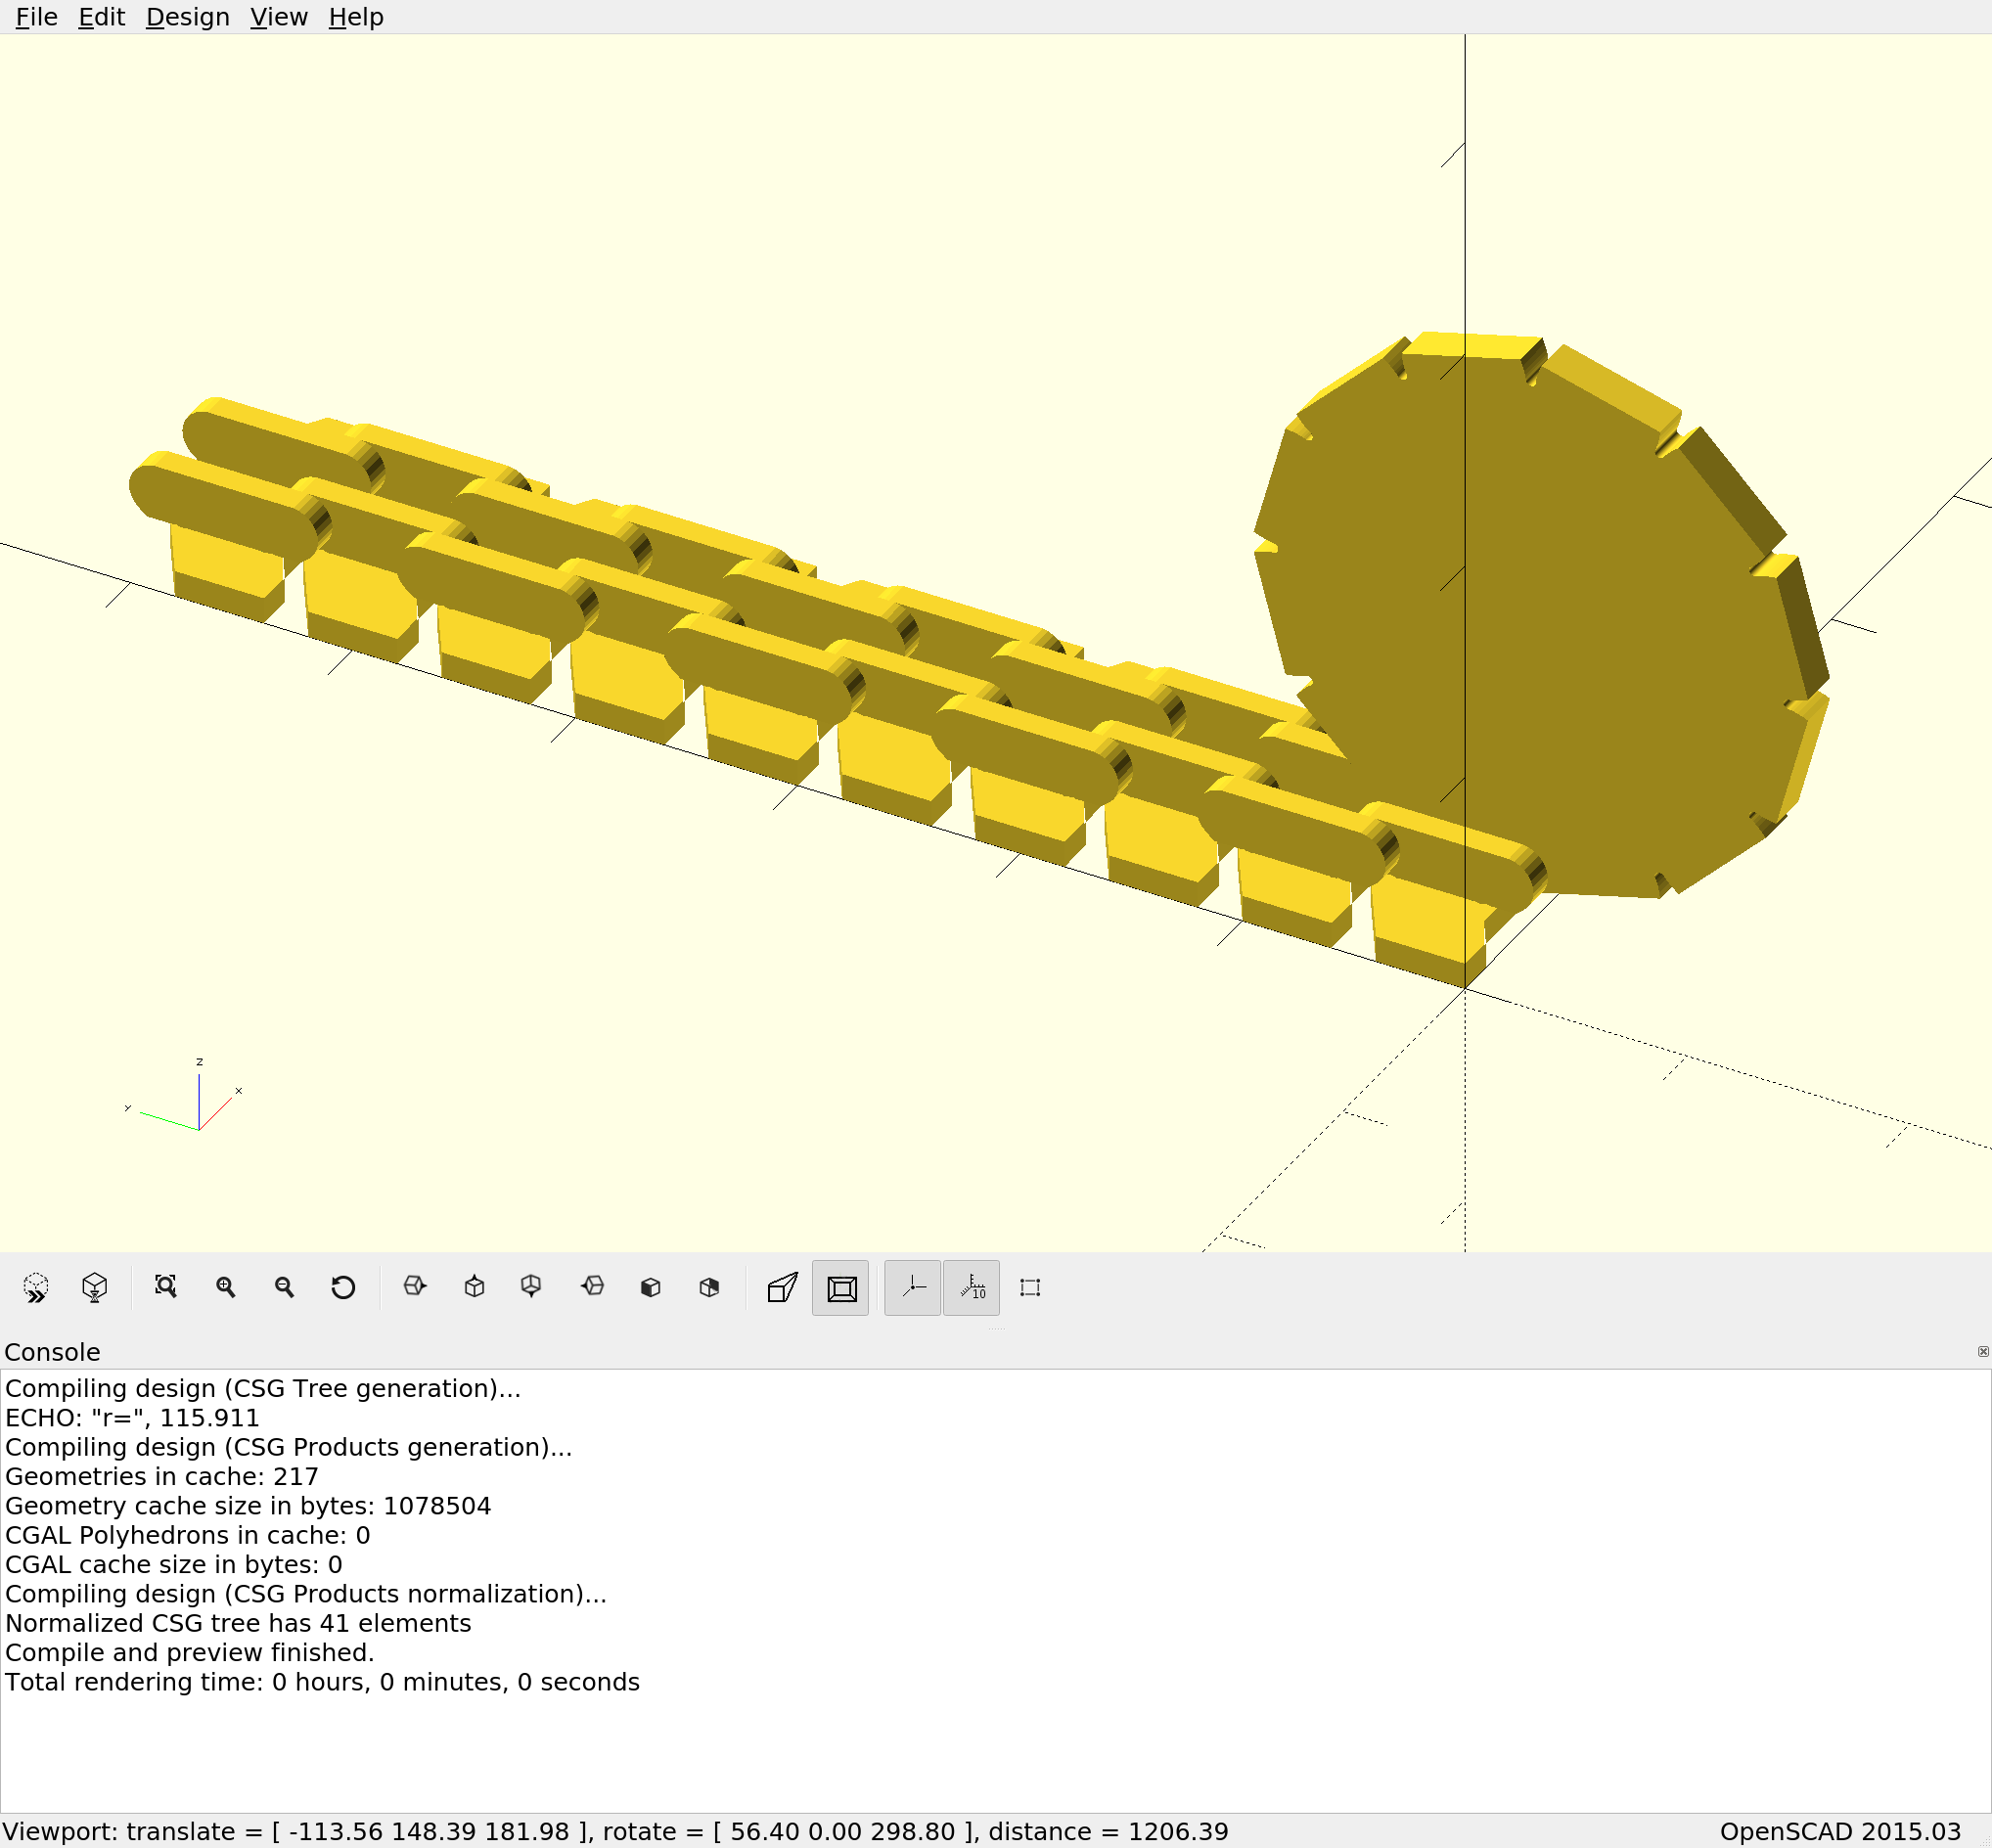 File Edit Design View Help
z
x
Y
10
Console
Compiling design (CSG Tree generation)...
ECHO: "r=", 115.911
Compiling design (CSG Products generation)...
Geometries in cache: 217
Geometry cache size in bytes: 1078504
CGAL Polyhedrons in cache: 0
CGAL cache size in bytes: 0
Compiling design (CSG Products normalization)...
Normalized CSG tree has 41 elements
Compile and preview finished.
Total rendering time: 0 hours, 0 minutes, 0 seconds
Viewport: translate = [ -113.56 148.39 181.98 ], rotate = [ 56.40 0.00 298.80 ], distance = 1206.39
OpenSCAD 2015.03